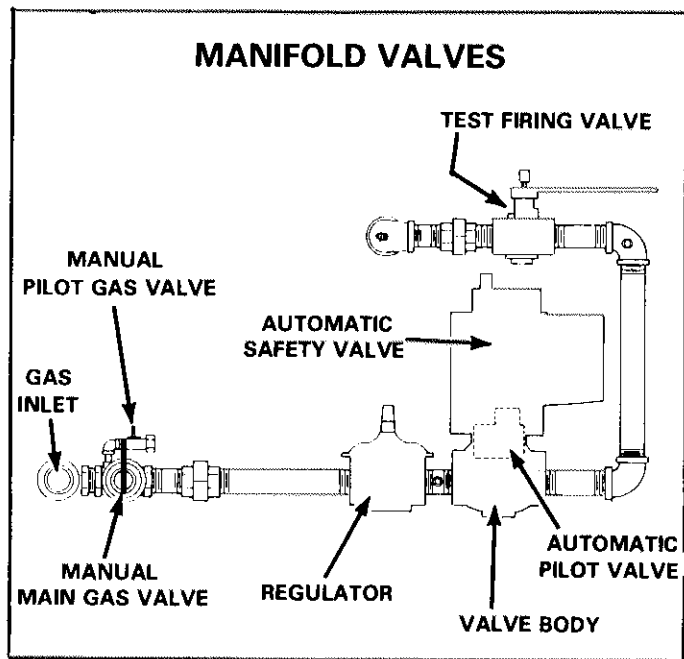 MANIFOLD VALVES
TEST FIRING VALVE
MANUAL
PILOT GAS VALVE
AUTOMATIC
SAFETY VALVE
GAS
INLET
MANUAL
MAIN GAS VALVE
REGULATOR
VALVE BODY
AUTOMATIC
PILOT VALVE